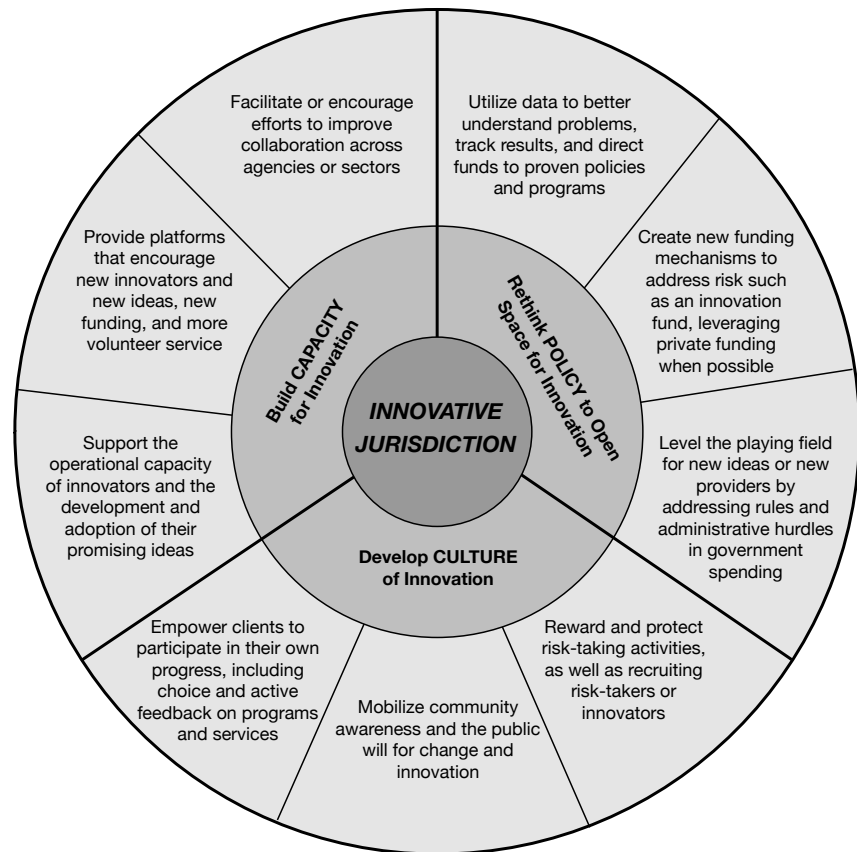 INNOVATIVE
JURISDICTION
Build CAPACITY
for Innovation
Rethink POLICY to Open
Space for Innovation
Develop CULTURE
of Innovation
Facilitate or encourage
efforts to improve
collaboration across
agencies or sectors
Utilize data to better
understand problems,
track results, and direct
funds to proven policies
and programs
Provide platforms
that encourage
new innovators and
new ideas, new
funding, and more
volunteer service
Create new funding
mechanisms to
address risk such
as an innovation
fund, leveraging
private funding
when possible
Support the
operational capacity
of innovators and the
development and
adoption of their
promising ideas
Level the playing field
for new ideas or new
providers by
addressing rules and
administrative hurdles
in government
spending
Empower clients to
participate in their own
progress, including
choice and active
feedback on programs
and services
Mobilize community
awareness and the public
will for change and
innovation
Reward and protect
risk-taking activities,
as well as recruiting
risk-takers or
innovators